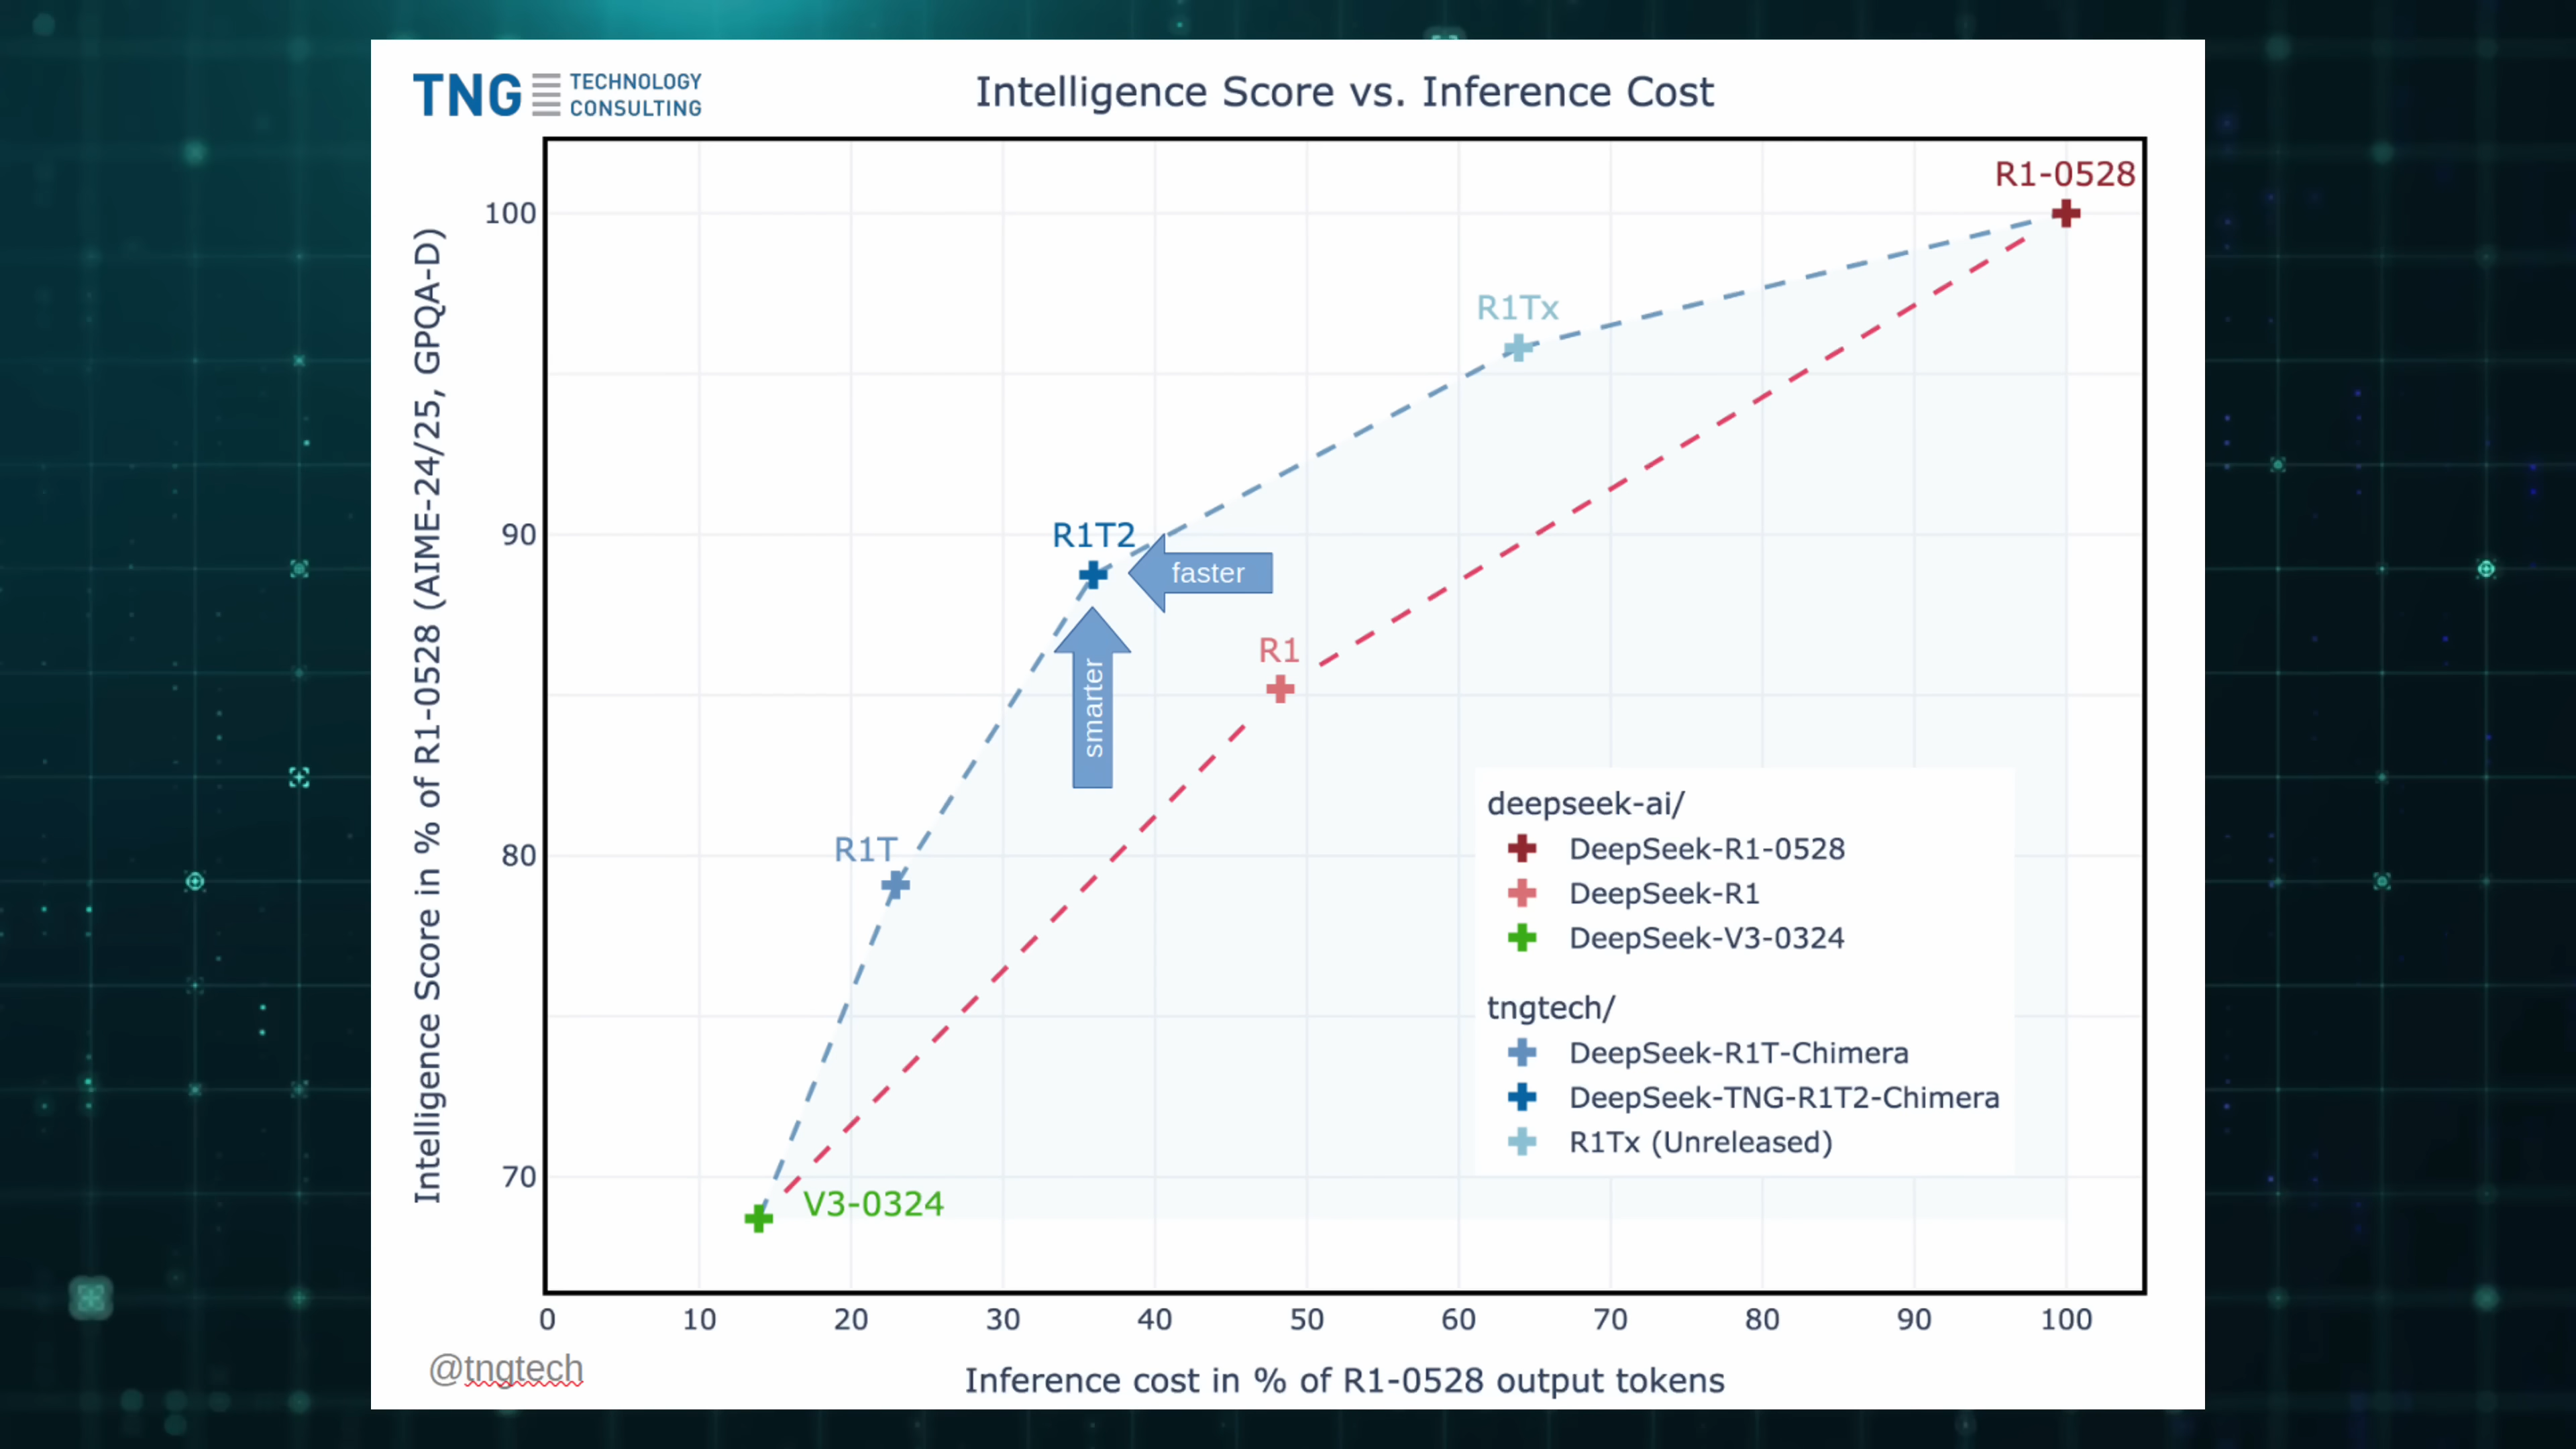 TNG TECHNOLOGY
CONSULTING
Intelligence Score vs. Inference Cost
Intelligence Score in % of R1-0528 (AIME-24/25, GPQA-D)
100
90
80
70
R1-0528
R1Tx
R1T2
faster
smarter
R1
R1T
V3-0324
deepseek-ai/
DeepSeek-R1-0528
DeepSeek-R1
DeepSeek-V3-0324
tngtech/
DeepSeek-R1T-Chimera
DeepSeek-TNG-R1T2-Chimera
R1Tx (Unreleased)
0 10 20 30 40 50 60 70 80 90 100
Inference cost in % of R1-0528 output tokens
@tngtech